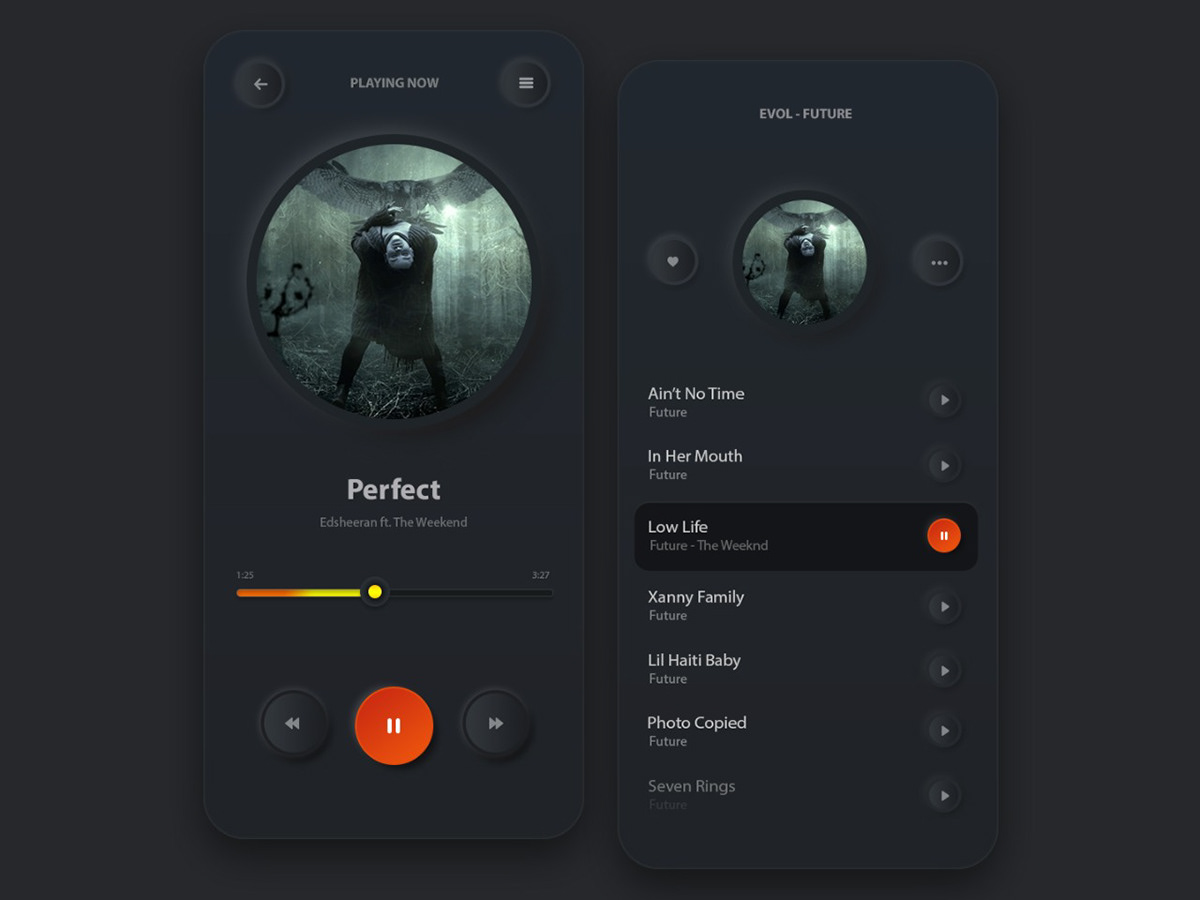 PLAYING NOW
Perfect
Edsheeran ft. The Weekend
1:25
3:27
EVOL - FUTURE
Ain't No Time
Future
In Her Mouth
Future
Low Life
Future - The Weeknd
Xanny Family
Future
Lil Haiti Baby
Future
Photo Copied
Future
Seven Rings
Future